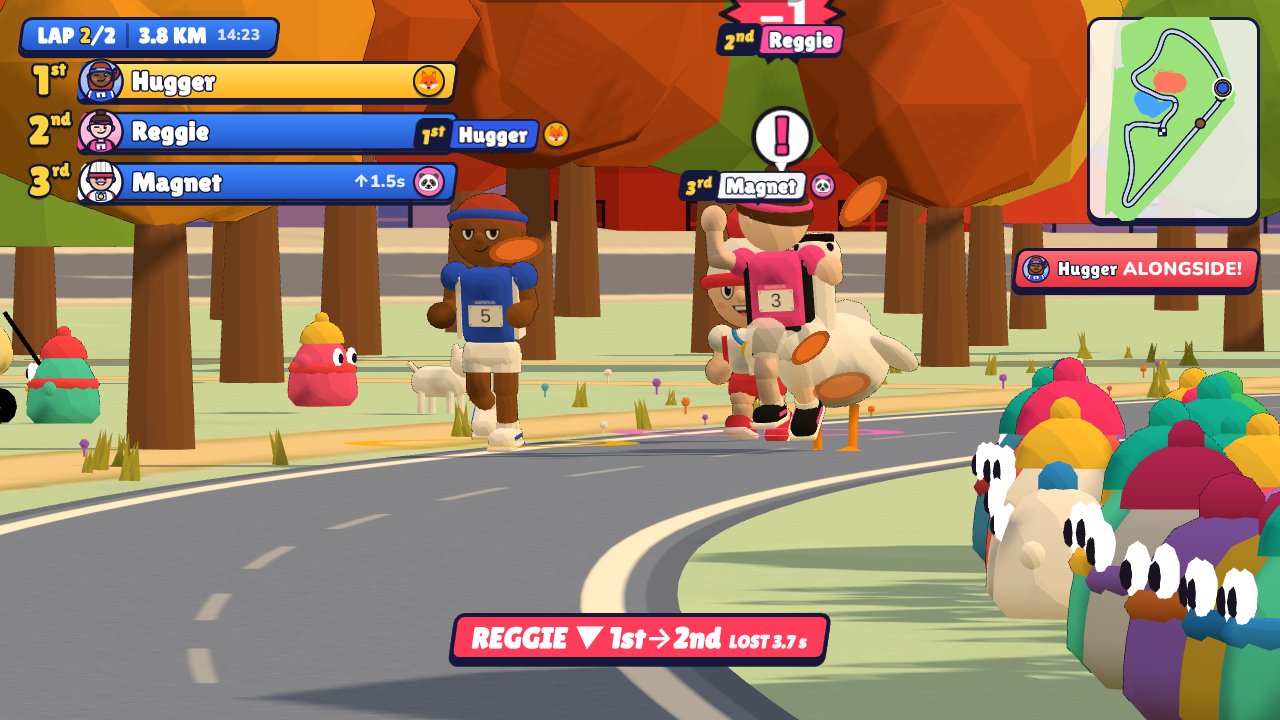 LAP 2/2 3.8 KM 14:23
1st Hugger
2nd Reggie
1st Hugger
3rd Magnet ↑1.5s
-1
2nd Reggie
!
3rd Magnet
Hugger ALONGSIDE!
5
3
REGGIE ▼ 1st→2nd LOST 3.7 s